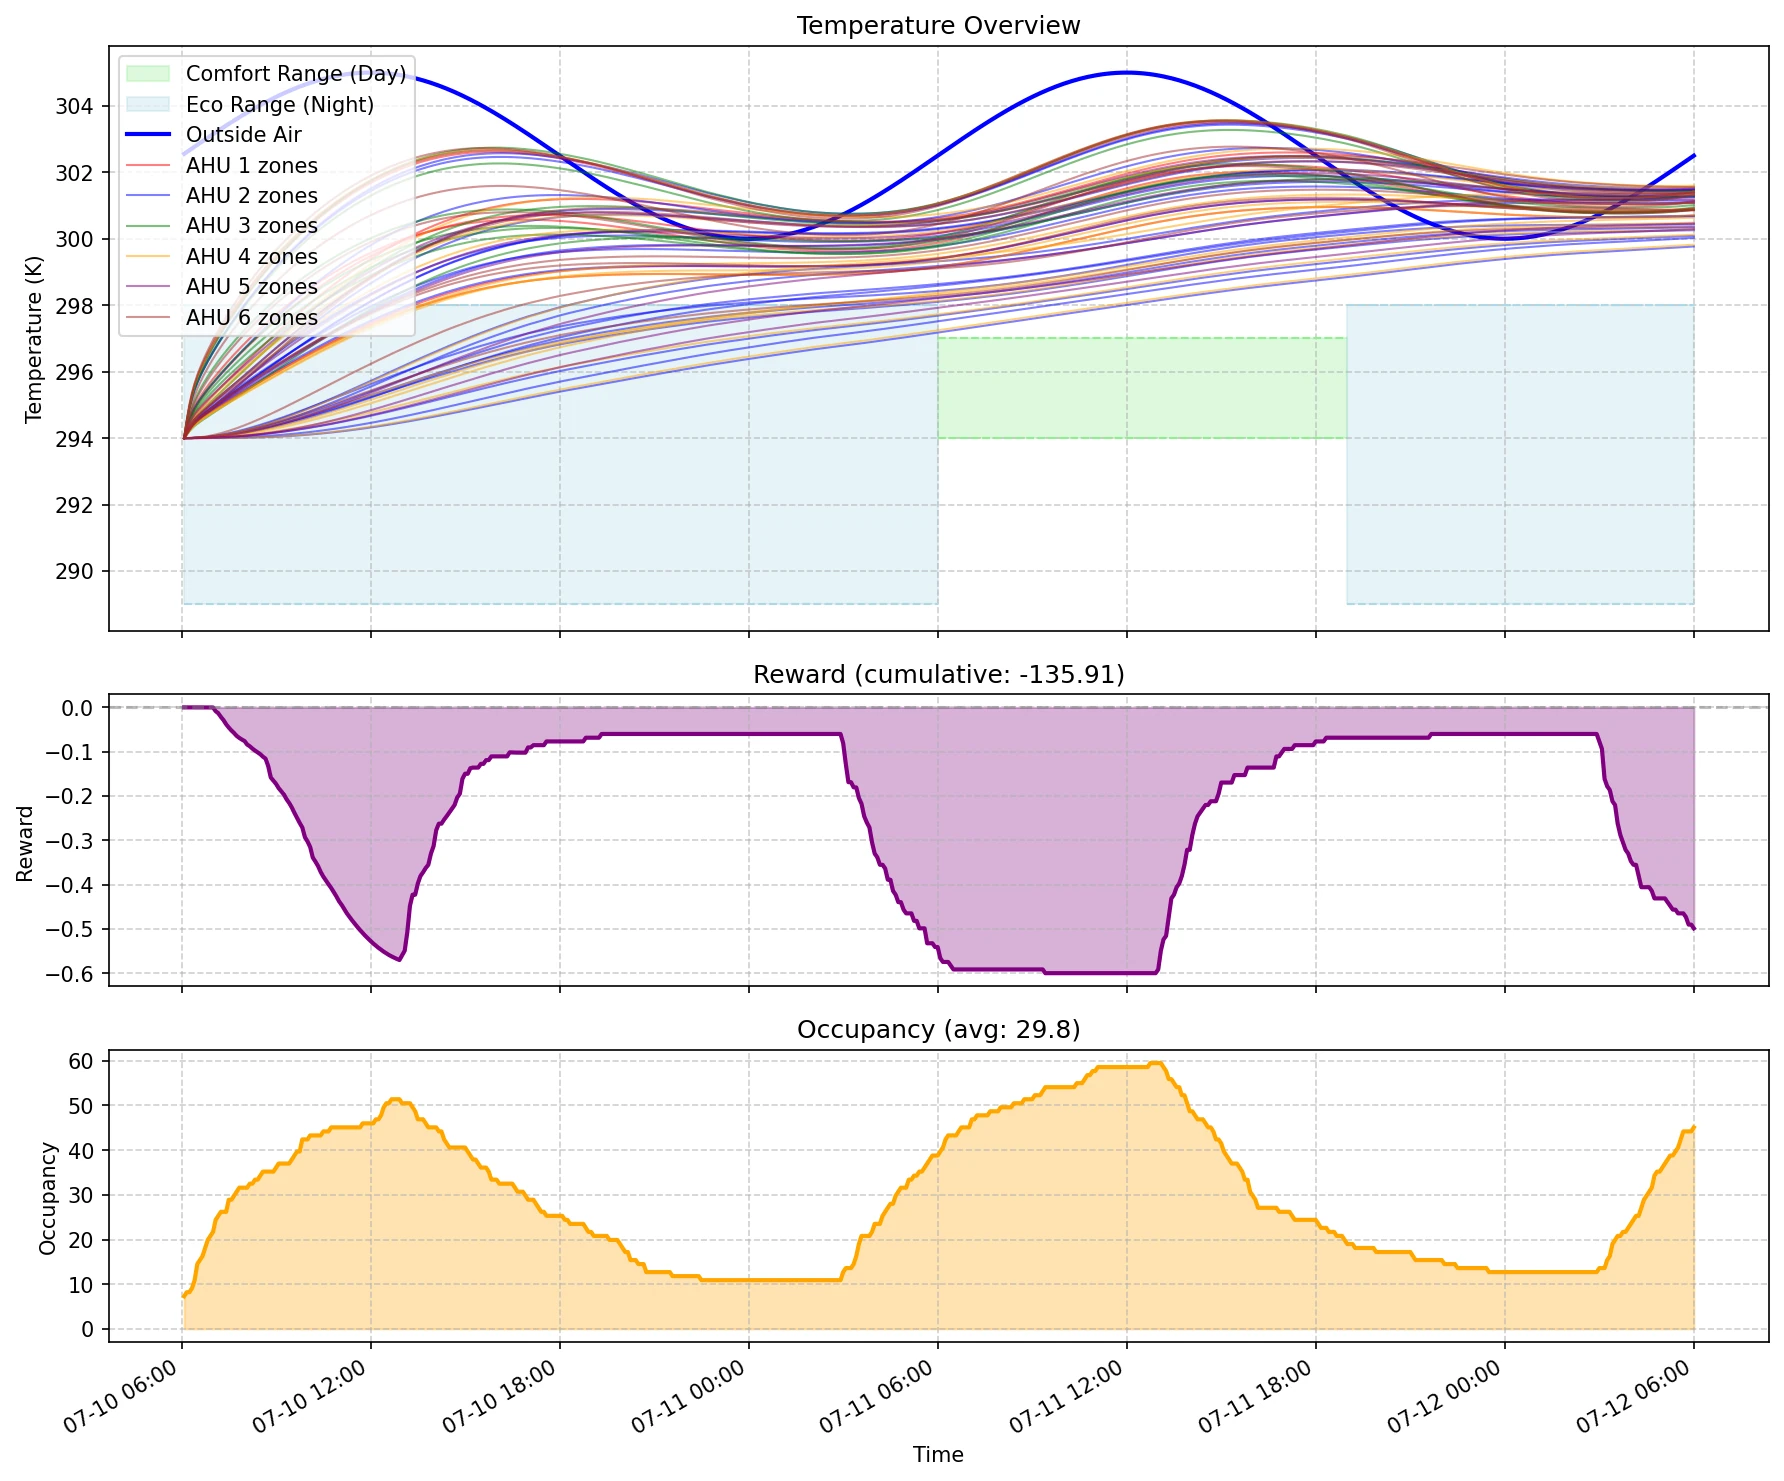 Temperature Overview
Comfort Range (Day)
Eco Range (Night)
Outside Air
AHU 1 zones
AHU 2 zones
AHU 3 zones
AHU 4 zones
AHU 5 zones
AHU 6 zones
Temperature (K)
304
302
300
298
296
294
292
290
Reward (cumulative: -135.91)
Reward
0.0
−0.1
−0.2
−0.3
−0.4
−0.5
−0.6
Occupancy (avg: 29.8)
Occupancy
60
50
40
30
20
10
0
07-10 06:00
07-10 12:00
07-10 18:00
07-11 00:00
07-11 06:00
07-11 12:00
07-11 18:00
07-12 00:00
07-12 06:00
Time